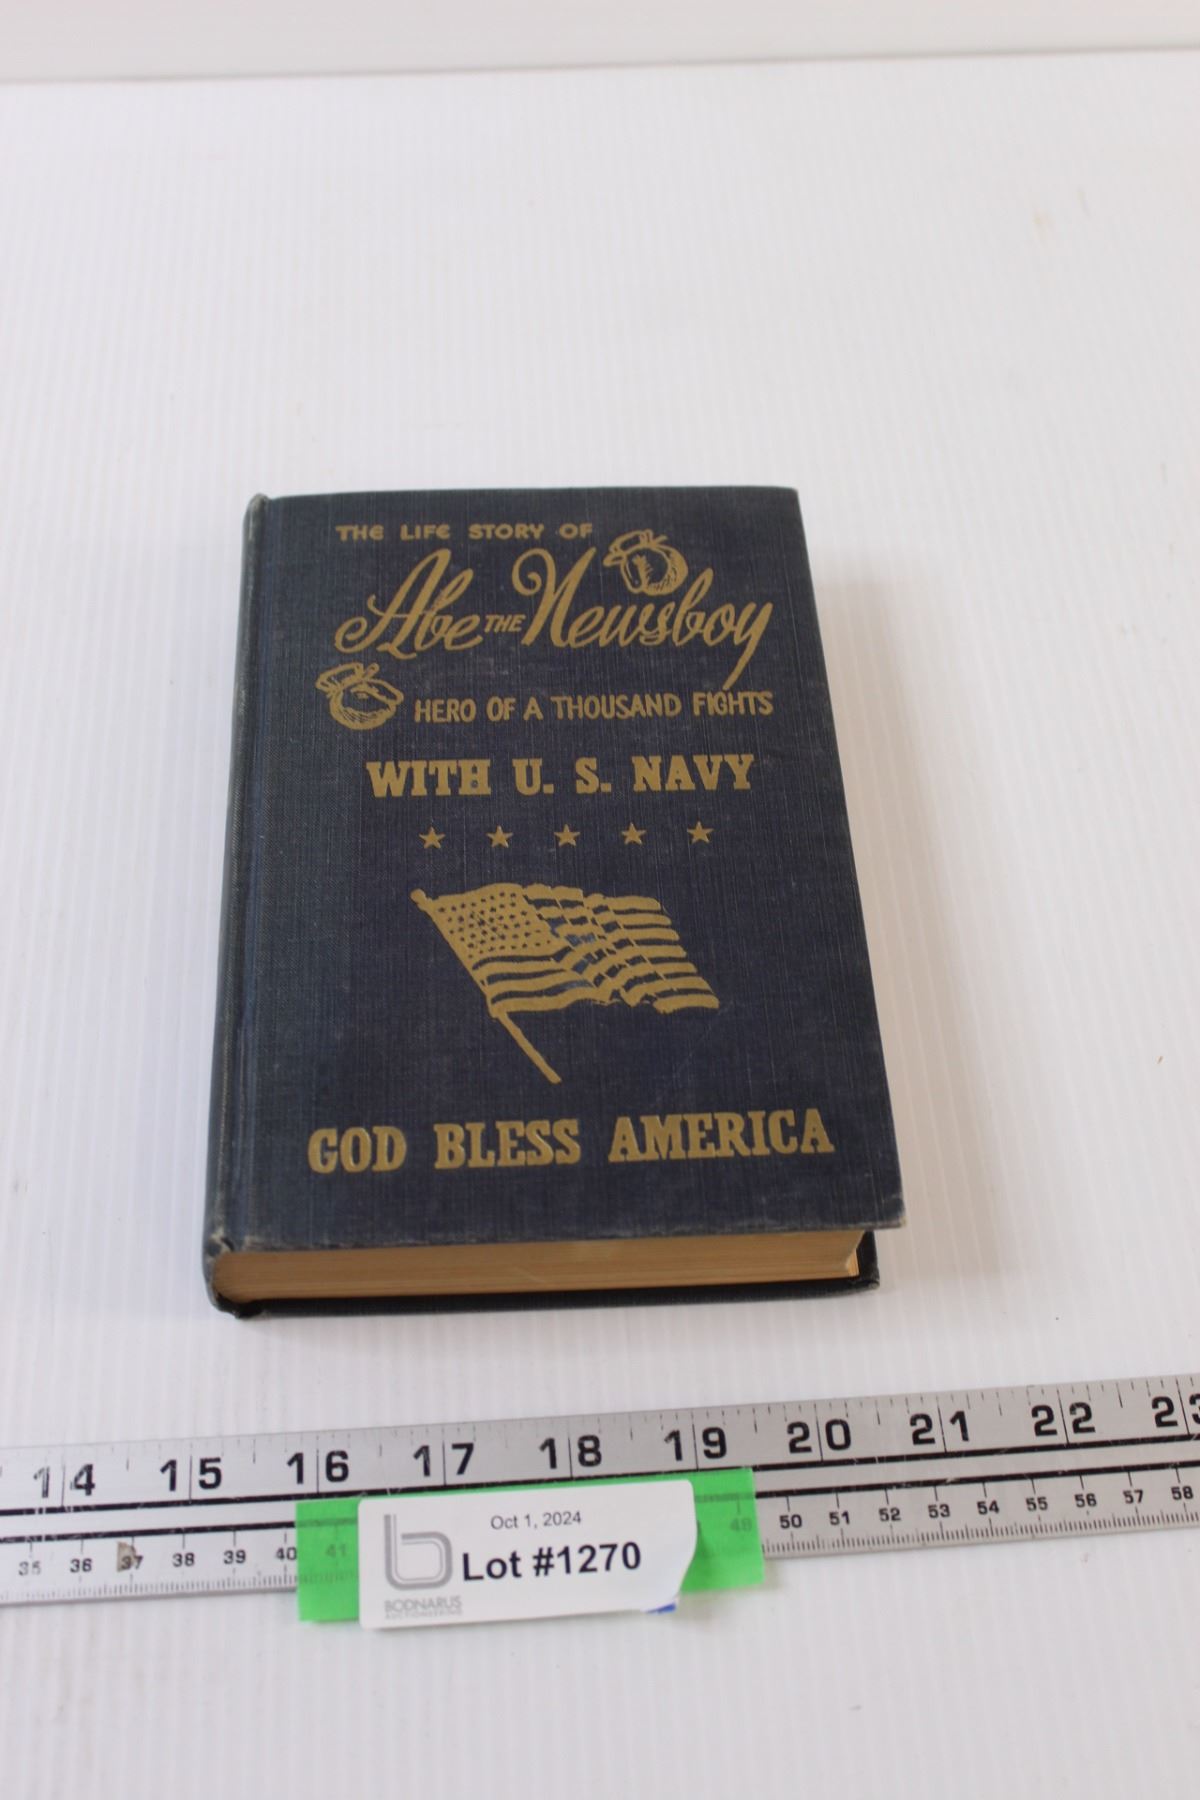 THE LIFE STORY OF
Abe THE Newsboy
HERO OF A THOUSAND FIGHTS
WITH U. S. NAVY
GOD BLESS AMERICA
14 15 16 17 18 19 20 21 22 23
35 36 37 38 39 40 41 48 50 51 52 53 54 55 56 57 58
Oct 1, 2024
b Lot #1270
BODNARUS
AUCTIONEERING